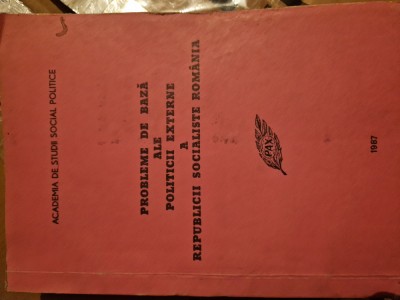 ACADEMIA DE STUDII SOCIAL POLITICE
PROBLEME DE BAZĂ
ALE
POLITICII EXTERNE
A
REPUBLICII SOCIALISTE ROMÂNIA
PAX
1987